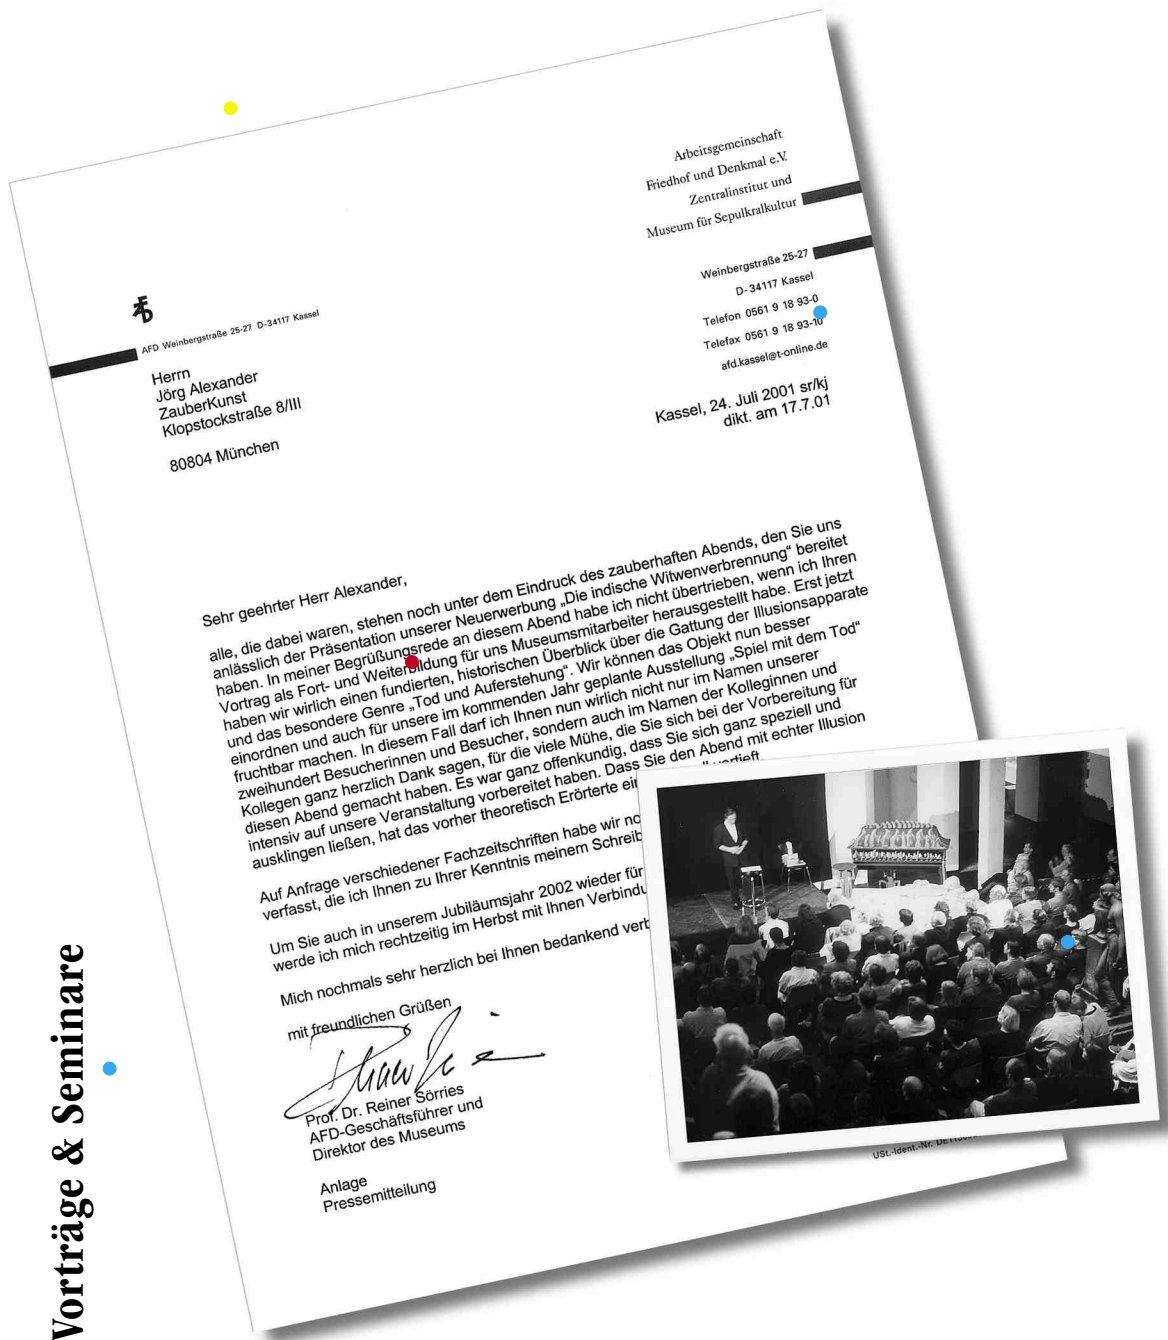 Arbeitsgemeinschaft
Friedhof und Denkmal e.V.
Zentralinstitut und
Museum für Sepulkralkultur
Weinbergstraße 25-27
D-34117 Kassel
Telefon 0561 9 18 93-0
Telefax 0561 9 18 93-10
afd.kassel@t-online.de
AFD
AFD Weinbergstraße 25-27 D-34117 Kassel
Herrn
Jörg Alexander
ZauberKunst
Klopstockstraße 8/III
80804 München
Kassel, 24. Juli 2001 sr/kj
dikt. am 17.7.01
Sehr geehrter Herr Alexander,
alle, die dabei waren, stehen noch unter dem Eindruck des zauberhaften Abends, den Sie uns
anlässlich der Präsentation unserer Neuerwerbung „Die indische Witwenverbrennung“ bereitet
haben. In meiner Begrüßungsrede an diesem Abend habe ich nicht übertrieben, wenn ich Ihren
Vortrag als Fort- und Weiterbildung für uns Museumsmitarbeiter herausgestellt habe. Erst jetzt
haben wir wirlich einen fundierten, historischen Überblick über die Gattung der Illusionsapparate
und das besondere Genre „Tod und Auferstehung“. Wir können das Objekt nun besser
einordnen und auch für unsere im kommenden Jahr geplante Ausstellung „Spiel mit dem Tod“
fruchtbar machen. In diesem Fall darf ich Ihnen nun wirlich nicht nur im Namen unserer
zweihundert Besucherinnen und Besucher, sondern auch im Namen der Kolleginnen und
Kollegen ganz herzlich Dank sagen, für die viele Mühe, die Sie sich bei der Vorbereitung für
diesen Abend gemacht haben. Es war ganz offenkundig, dass Sie sich ganz speziell und
intensiv auf unsere Veranstaltung vorbereitet haben. Dass Sie den Abend mit echter Illusion
ausklingen ließen, hat das vorher theoretisch Erörterte vertieft.
Auf Anfrage verschiedener Fachzeitschriften habe wir
verfasst, die ich Ihnen zu Ihrer Kenntnis meinem
Um Sie auch in unserem Jubiläumsjahr 2002 wieder für
werde ich mich rechtzeitig im Herbst mit Ihnen
Mich nochmals sehr herzlich bei Ihnen bedankend
mit freundlichen Grüßen
Prof. Dr. Reiner Sörries
AFD-Geschäftsführer und
Direktor des Museums
Anlage
Pressemitteilung
USt.-Ident.-Nr.
Vorträge & Seminare